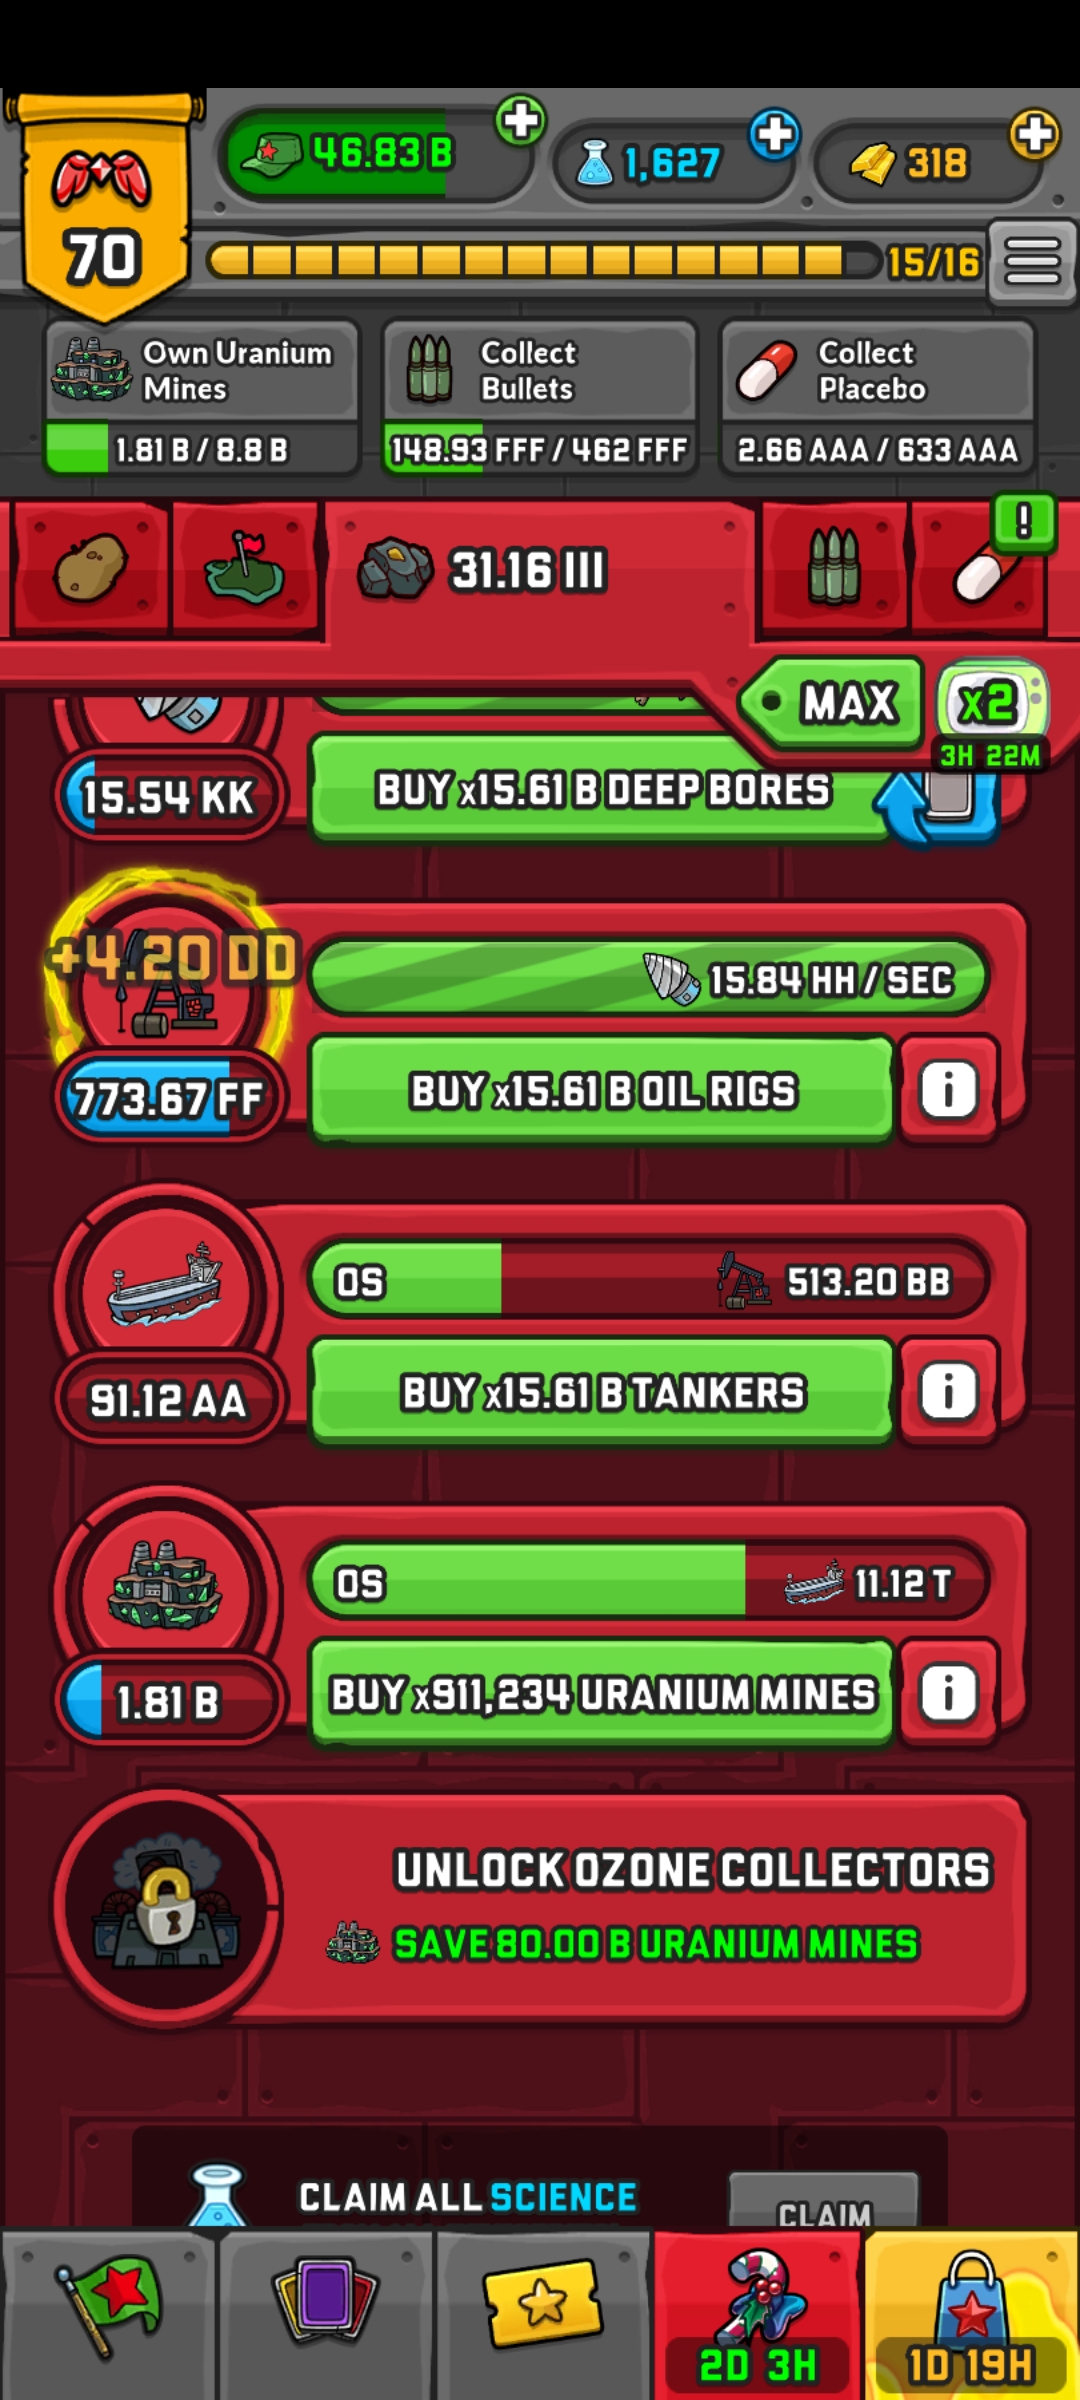 46.83 B
1,627
318
70
15/16
Own Uranium
Mines
1.81 B / 8.8 B
Collect
Bullets
148.93 FFF / 462 FFF
Collect
Placebo
2.66 AAA / 633 AAA
31.16 III
!
MAX
x2
3H 22M
15.54 KK
BUY x15.61 B DEEP BORES
+4.20 DD
15.84 HH / SEC
773.67 FF
BUY x15.61 B OIL RIGS
i
0S
513.20 BB
91.12 AA
BUY x15.61 B TANKERS
i
0S
11.12 T
1.81 B
BUY x911,234 URANIUM MINES
i
UNLOCK OZONE COLLECTORS
SAVE 80.00 B URANIUM MINES
CLAIM ALL SCIENCE
CLAIM
2D 3H
1D 19H